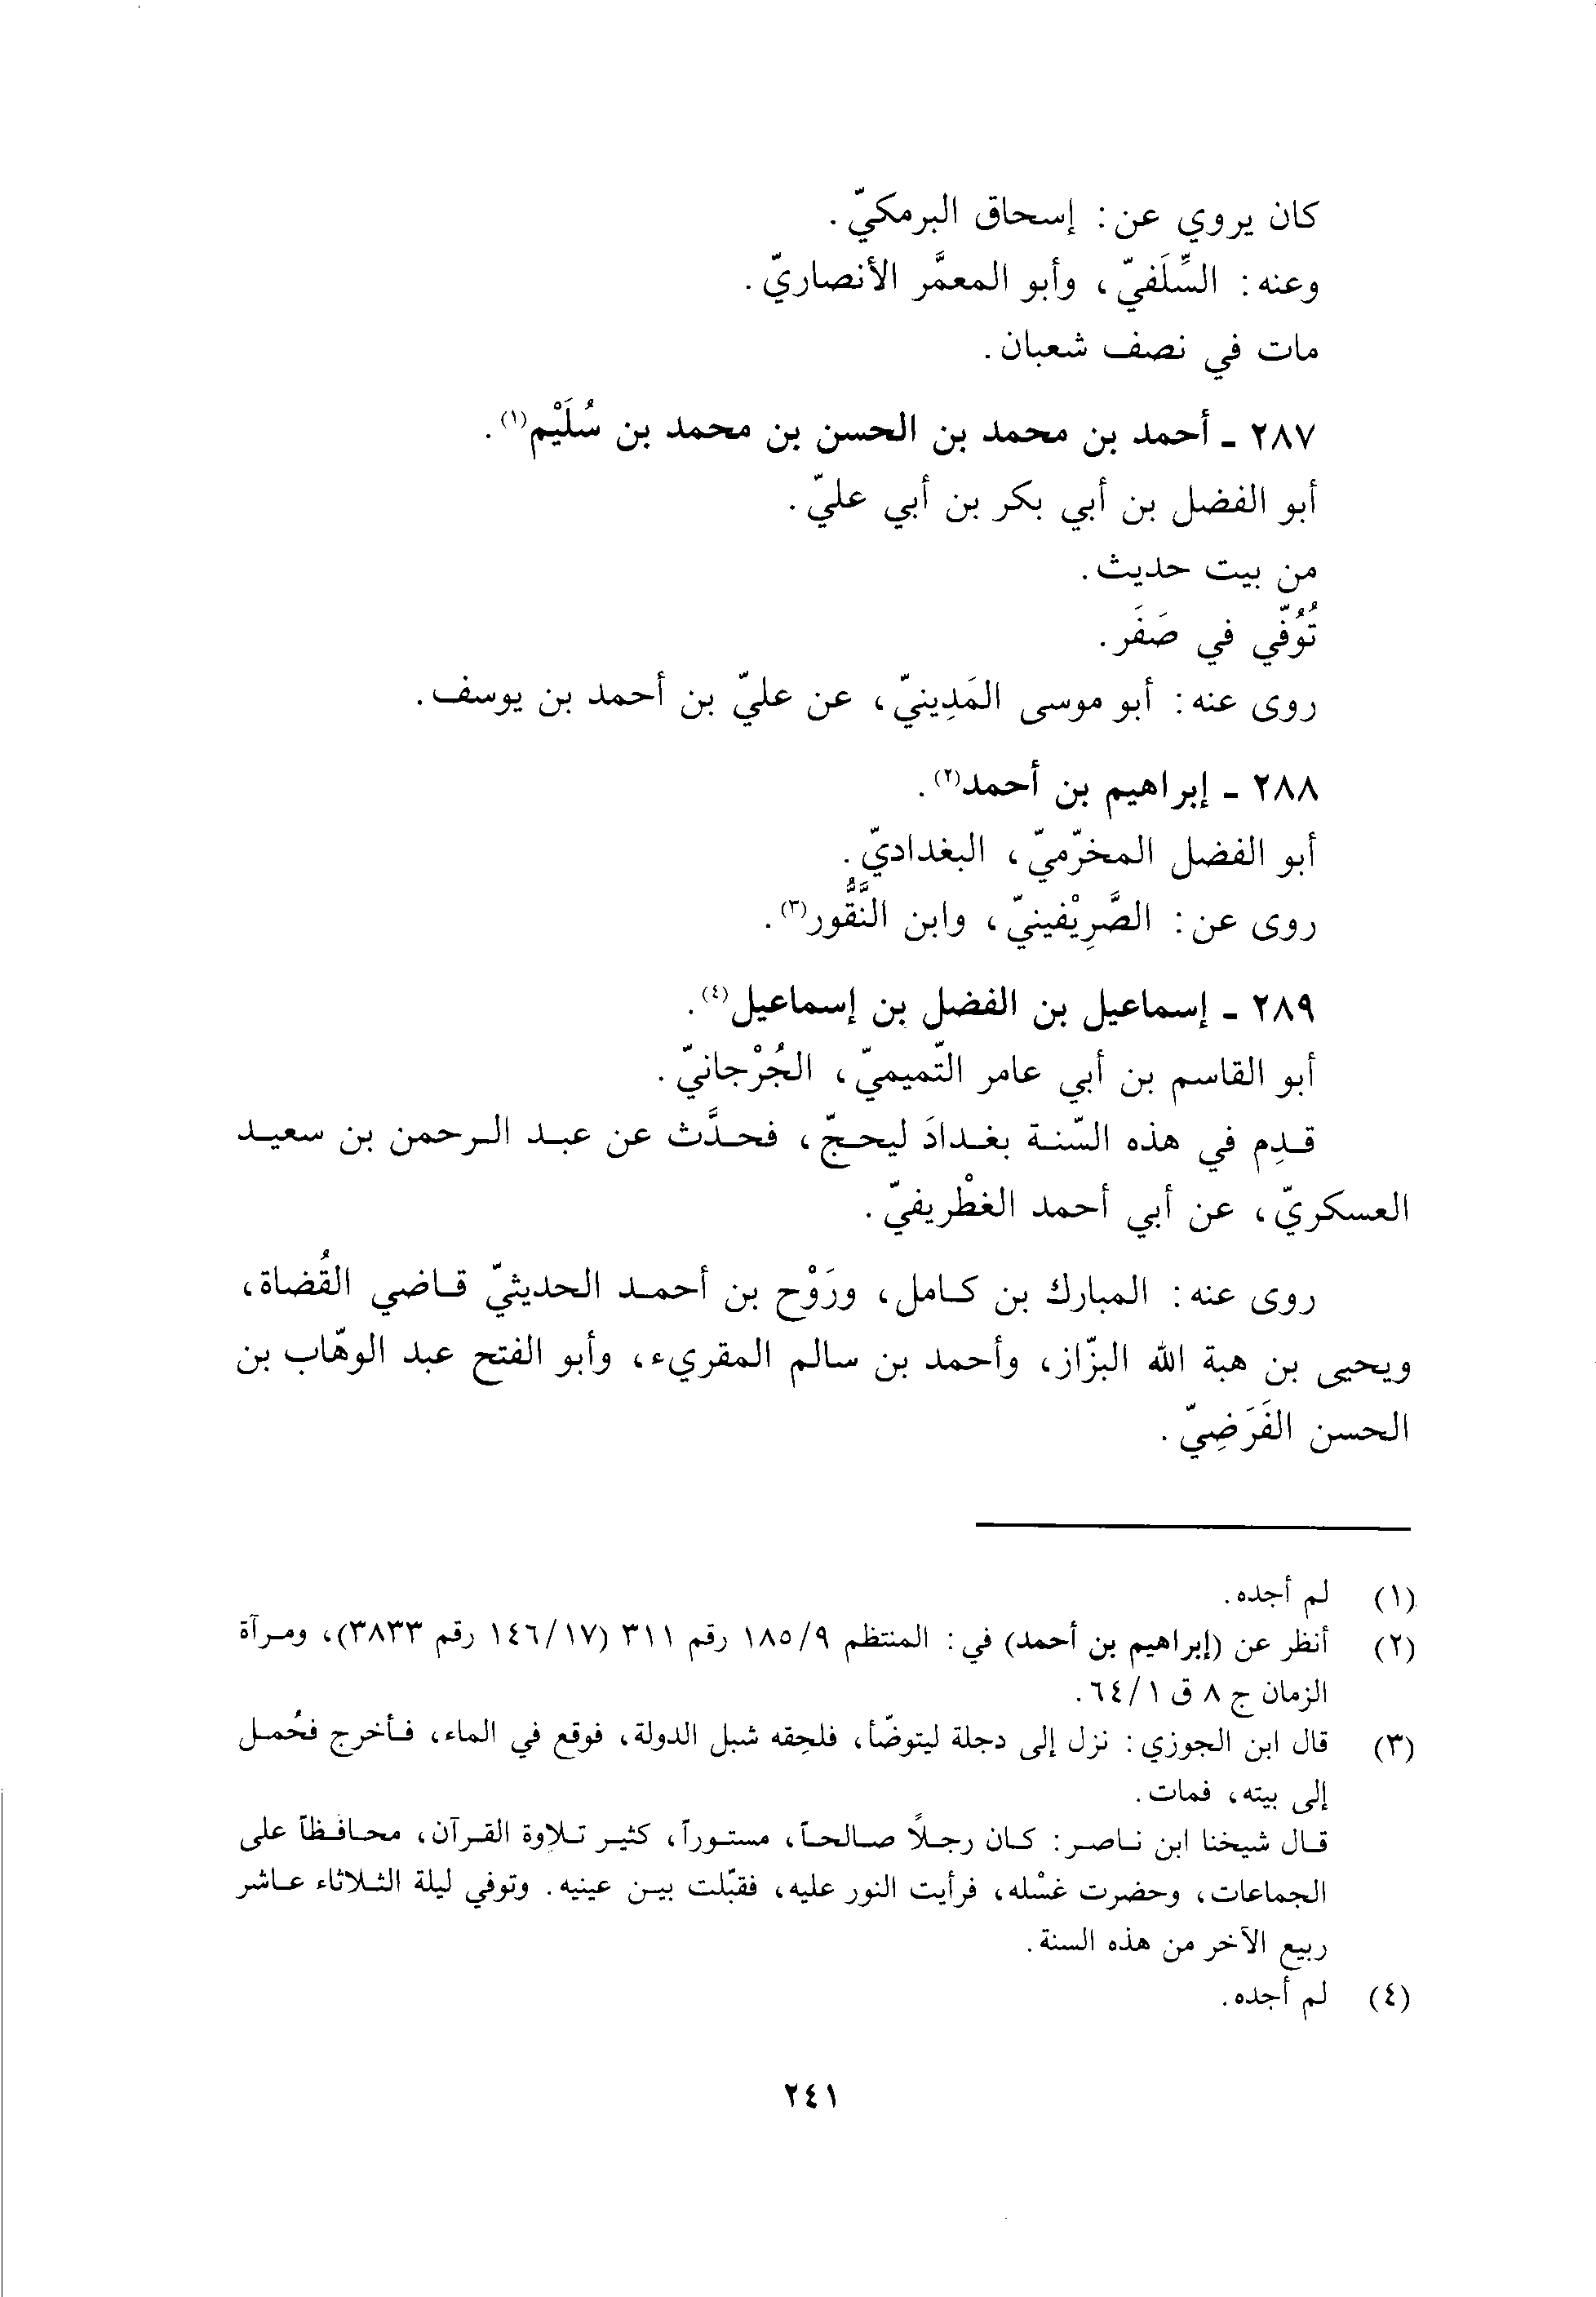 كان يروي عن: إسحاق البرمكيّ.
وعنه: السِّلَفيّ، وأبو المعمَّر الأنصاريّ.
مات في نصف شعبان.
٢٨٧ ـ أحمد بن محمد بن الحسن بن محمد بن سُلَيْم(١).
أبو الفضل بن أبي بكر بن أبي عليّ.
من بيت حديث.
تُوُفّي في صَفَر.
روى عنه: أبو موسى المَدِينيّ، عن عليّ بن أحمد بن يوسف.
٢٨٨ ـ إبراهيم بن أحمد(٢).
أبو الفضل المخرّميّ، البغداديّ.
روى عن: الصَّرِيْفينيّ، وابن النَّقُّور(٣).
٢٨٩ ـ إسماعيل بن الفضل بن إسماعيل(٤).
أبو القاسم بن أبي عامر التّميميّ، الجُرْجانيّ.
قدِم في هذه السّنة بغدادَ ليحجّ، فحدَّث عن عبد الرحمن بن سعيد
العسكريّ، عن أبي أحمد الغطْريفيّ.
روى عنه: المبارك بن كامل، ورَوْح بن أحمد الحديثيّ قاضي القُضاة،
ويحيى بن هبة الله البزّاز، وأحمد بن سالم المقريء، وأبو الفتح عبد الوهّاب بن
الحسن الفَرَضِيّ.
(١) لم أجده.
(٢) أنظر عن (إبراهيم بن أحمد) في: المنتظم ١٨٥/٩ رقم ٣١١ (١٤٦/١٧ رقم ٣٨٣٣)، ومرآة
الزمان ج ٨ ق ٦٤/١.
(٣) قال ابن الجوزي: نزل إلى دجلة ليتوضّأ، فلحِقه شبل الدولة، فوقع في الماء، فأخرج فحُمل
إلى بيته، فمات.
قال شيخنا ابن ناصر: كان رجلًا صالحاً، مستوراً، كثير تلاوة القرآن، محافظاً على
الجماعات، وحضرت غسْله، فرأيت النور عليه، فقبّلت بين عينيه. وتوفي ليلة الثلاثاء عاشر
ربيع الآخر من هذه السنة.
(٤) لم أجده.
٢٤١